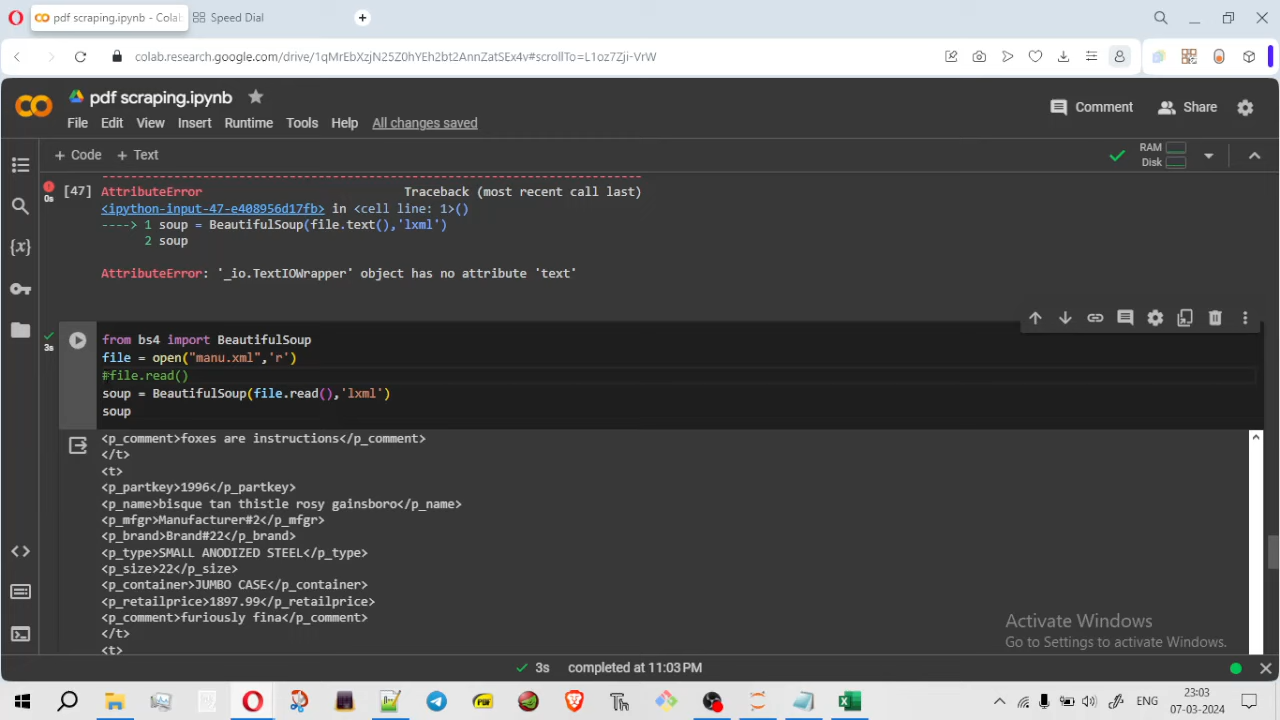 pdf scraping.ipynb - Colab
Speed Dial
colab.research.google.com/drive/1qMrEbXzjN25Z0hYEh2bt2AnnZatSEx4v#scrollTo=L1oz7Zji-VrW
pdf scraping.ipynb
Comment
Share
File Edit View Insert Runtime Tools Help All changes saved
+ Code + Text
RAM
Disk
[47] AttributeError Traceback (most recent call last)
0s
<ipython-input-47-e408956d17fb> in <cell line: 1>()
----> 1 soup = BeautifulSoup(file.text(),'lxml')
2 soup
AttributeError: '_io.TextIOWrapper' object has no attribute 'text'
3s
from bs4 import BeautifulSoup
file = open("manu.xml",'r')
#file.read()
soup = BeautifulSoup(file.read(),'lxml')
soup
<p_comment>foxes are instructions</p_comment>
</t>
<t>
<p_partkey>1996</p_partkey>
<p_name>bisque tan thistle rosy gainsboro</p_name>
<p_mfgr>Manufacturer#2</p_mfgr>
<p_brand>Brand#22</p_brand>
<p_type>SMALL ANODIZED STEEL</p_type>
<p_size>22</p_size>
<p_container>JUMBO CASE</p_container>
<p_retailprice>1897.99</p_retailprice>
<p_comment>furiously fina</p_comment>
</t>
<t>
Activate Windows
Go to Settings to activate Windows.
3s completed at 11:03 PM
ENG
23:03
07-03-2024